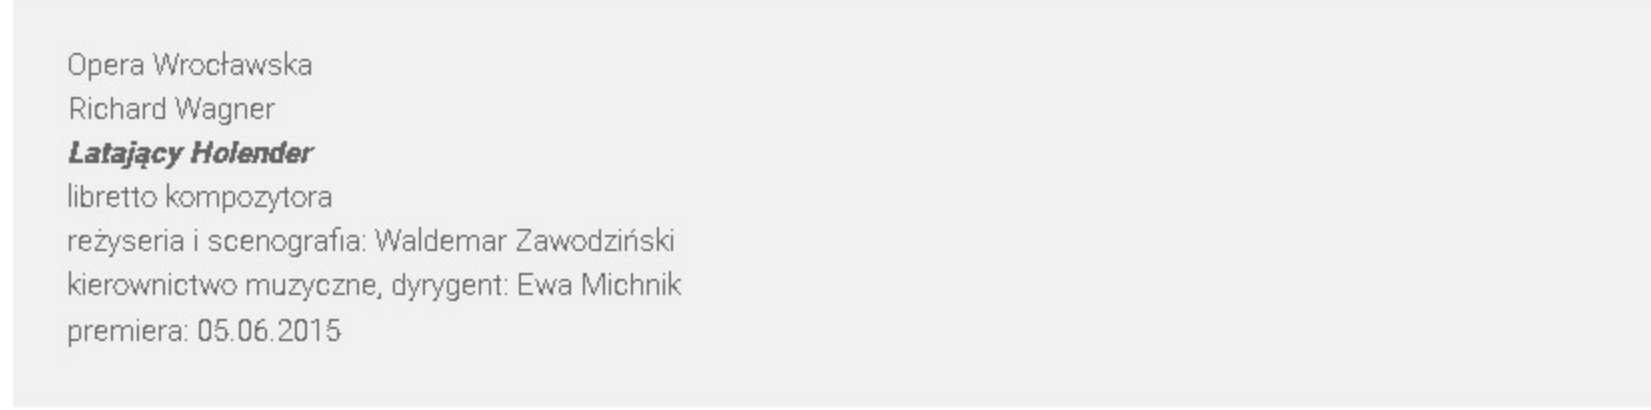 Opera Wrocławska
Richard Wagner
Latający Holender
libretto kompozytora
reżyseria i scenografia: Waldemar Zawodziński
kierownictwo muzyczne, dyrygent: Ewa Michnik
premiera: 05.06.2015